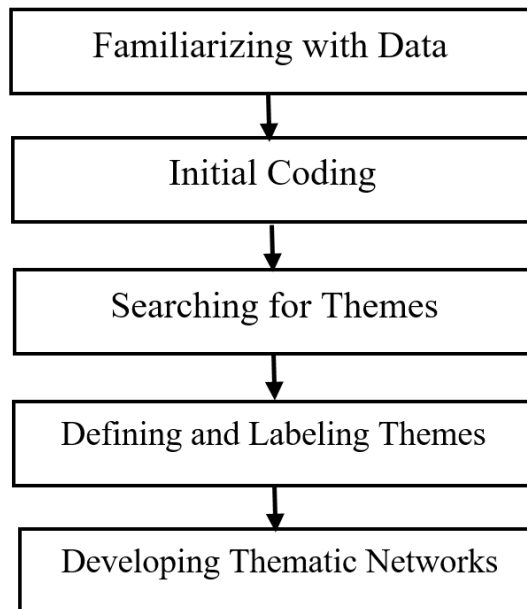 Familiarizing with Data
Initial Coding
Searching for Themes
Defining and Labeling Themes
Developing Thematic Networks